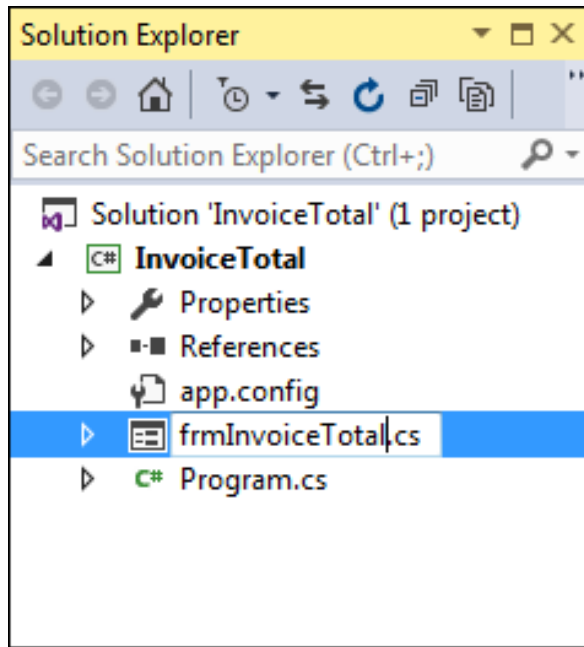 Solution Explorer
Search Solution Explorer (Ctrl+;)
Solution 'InvoiceTotal' (1 project)
C# InvoiceTotal
Properties
References
app.config
frmInvoiceTotal.cs
C# Program.cs